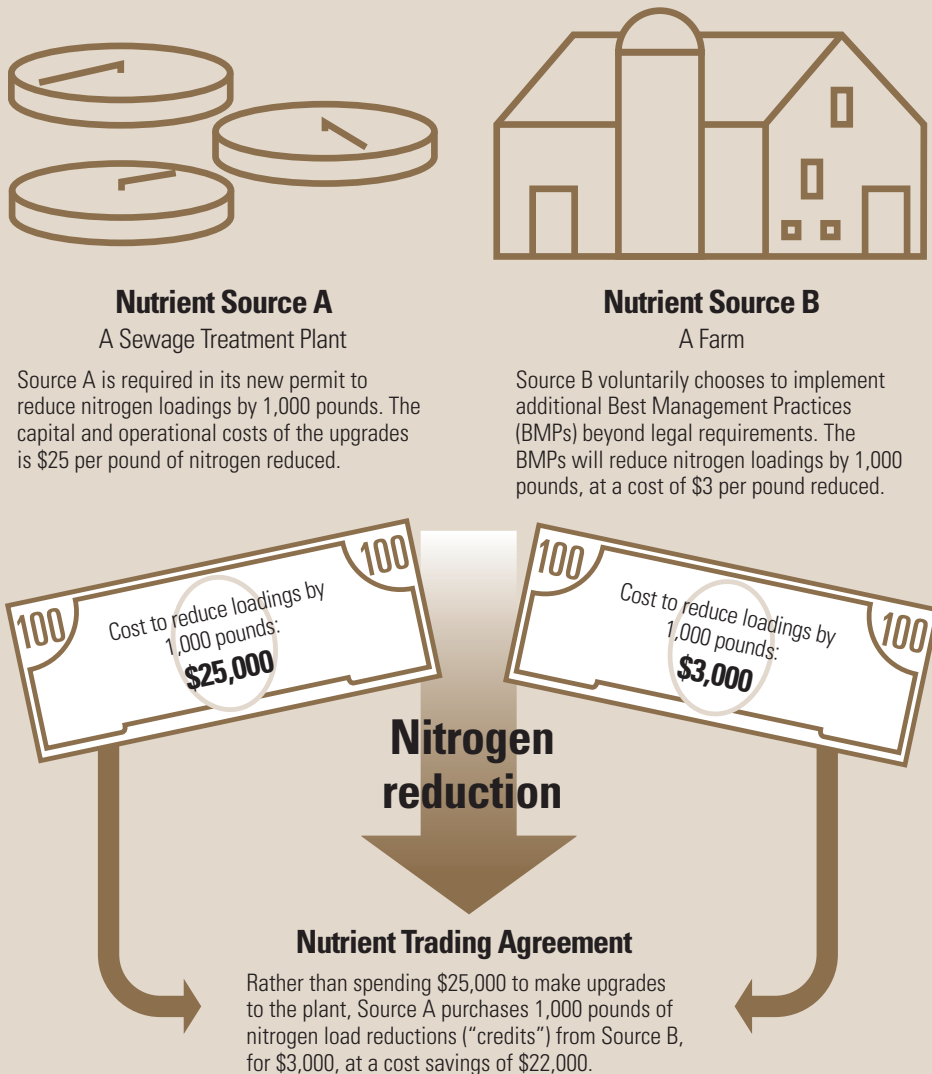 Nutrient Source A
A Sewage Treatment Plant
Source A is required in its new permit to
reduce nitrogen loadings by 1,000 pounds. The
capital and operational costs of the upgrades
is $25 per pound of nitrogen reduced.
Nutrient Source B
A Farm
Source B voluntarily chooses to implement
additional Best Management Practices
(BMPs) beyond legal requirements. The
BMPs will reduce nitrogen loadings by 1,000
pounds, at a cost of $3 per pound reduced.
100
100
Cost to reduce loadings by
1,000 pounds:
$25,000
100
100
Cost to reduce loadings by
1,000 pounds:
$3,000
Nitrogen
reduction
Nutrient Trading Agreement
Rather than spending $25,000 to make upgrades
to the plant, Source A purchases 1,000 pounds of
nitrogen load reductions (“credits”) from Source B,
for $3,000, at a cost savings of $22,000.